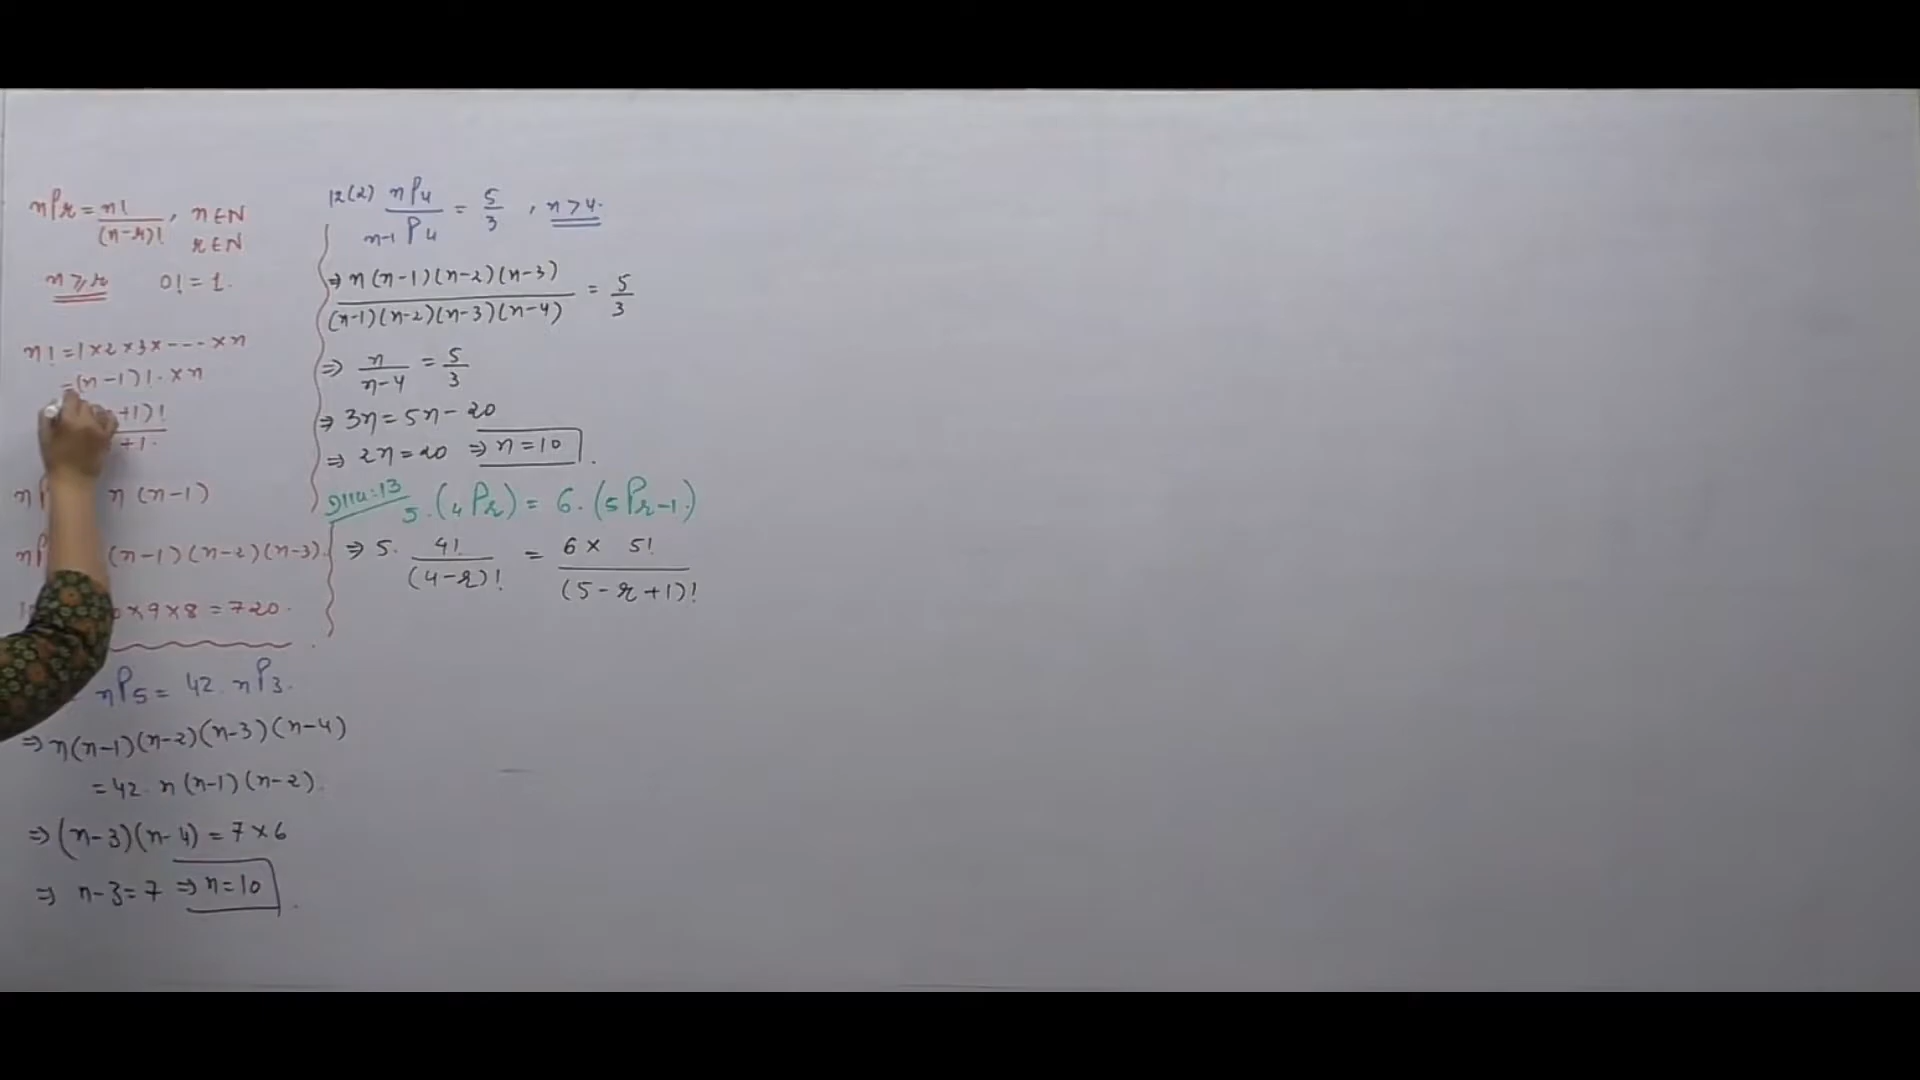 nPr = n! / (n-r)!, n∈N
r∈N
n≥r 0! = 1.
n! = 1×2×3×----×n
= (n-1)!.×n
+1)!
+1.
n(n-1)
(n-1)(n-2)(n-3).
×9×8 = 720.
nP5 = 42. nP3.
⇒ n(n-1)(n-2)(n-3)(n-4)
= 42. n(n-1)(n-2).
⇒ (n-3)(n-4) = 7×6
⇒ n-3 = 7 ⇒ n = 10
12(2) nP4 / n-1P4 = 5/3, n>4.
⇒ n(n-1)(n-2)(n-3) / (n-1)(n-2)(n-3)(n-4) = 5/3
⇒ n / n-4 = 5/3
⇒ 3n = 5n - 20
⇒ 2n = 20 ⇒ n = 10.
:13 5.(4Pr) = 6.(5Pr-1.)
⇒ 5. 4! / (4-r)! = 6× 5! / (5-r+1)!